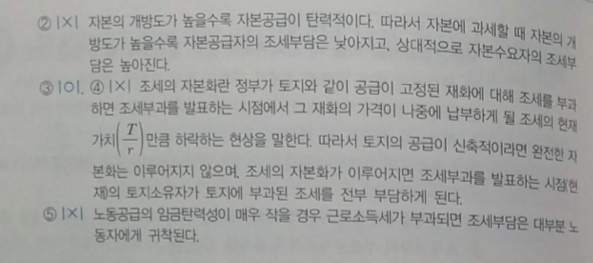 ② |×| 자본의 개방도가 높을수록 자본공급이 탄력적이다. 따라서 자본에 과세할 때 자본의 개
방도가 높을수록 자본공급자의 조세부담은 낮아지고, 상대적으로 자본수요자의 조세부
담은 높아진다.
③ |○|, ④ |×| 조세의 자본화란 정부가 토지와 같이 공급이 고정된 재화에 대해 조세를 부과
하면 조세부과를 발표하는 시점에서 그 재화의 가격이 나중에 납부하게 될 조세의 현재
가치(T/r)만큼 하락하는 현상을 말한다. 따라서 토지의 공급이 신축적이라면 완전한 자
본화는 이루어지지 않으며, 조세의 자본화가 이루어지면 조세부과를 발표하는 시점(현
재)의 토지소유자가 토지에 부과된 조세를 전부 부담하게 된다.
⑤ |×| 노동공급의 임금탄력성이 매우 작을 경우 근로소득세가 부과되면 조세부담은 대부분 노
동자에게 귀착된다.